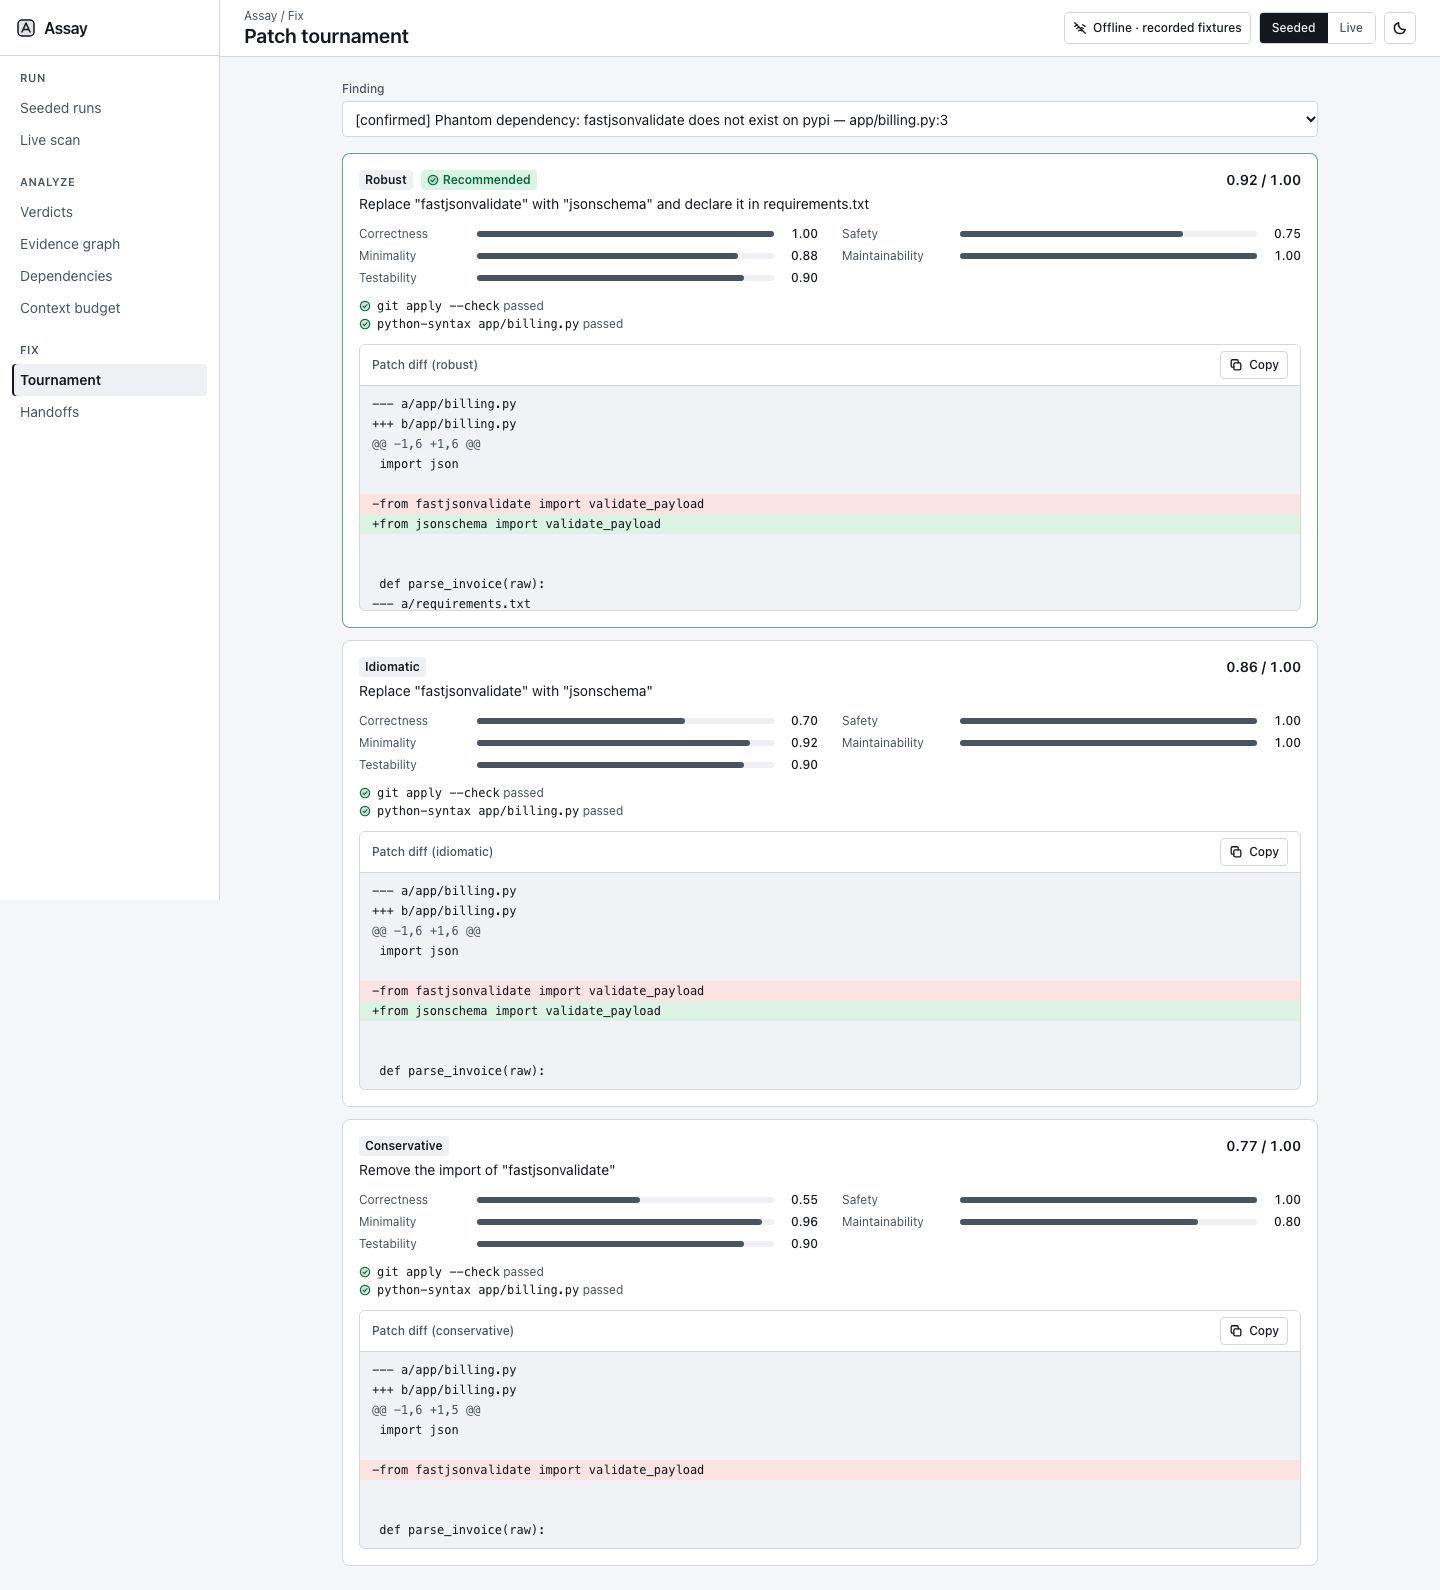 Assay
RUN
Seeded runs
Live scan
ANALYZE
Verdicts
Evidence graph
Dependencies
Context budget
FIX
Tournament
Handoffs
Assay / Fix
Patch tournament
Offline · recorded fixtures
Seeded
Live
Finding
[confirmed] Phantom dependency: fastjsonvalidate does not exist on pypi — app/billing.py:3
Robust
Recommended
0.92 / 1.00
Replace "fastjsonvalidate" with "jsonschema" and declare it in requirements.txt
Correctness 1.00
Safety 0.75
Minimality 0.88
Maintainability 1.00
Testability 0.90
git apply --check passed
python-syntax app/billing.py passed
Patch diff (robust)
Copy
--- a/app/billing.py
+++ b/app/billing.py
@@ -1,6 +1,6 @@
 import json
-from fastjsonvalidate import validate_payload
+from jsonschema import validate_payload
 def parse_invoice(raw):
--- a/requirements.txt
Idiomatic
0.86 / 1.00
Replace "fastjsonvalidate" with "jsonschema"
Correctness 0.70
Safety 1.00
Minimality 0.92
Maintainability 1.00
Testability 0.90
git apply --check passed
python-syntax app/billing.py passed
Patch diff (idiomatic)
Copy
--- a/app/billing.py
+++ b/app/billing.py
@@ -1,6 +1,6 @@
 import json
-from fastjsonvalidate import validate_payload
+from jsonschema import validate_payload
 def parse_invoice(raw):
Conservative
0.77 / 1.00
Remove the import of "fastjsonvalidate"
Correctness 0.55
Safety 1.00
Minimality 0.96
Maintainability 0.80
Testability 0.90
git apply --check passed
python-syntax app/billing.py passed
Patch diff (conservative)
Copy
--- a/app/billing.py
+++ b/app/billing.py
@@ -1,6 +1,5 @@
 import json
-from fastjsonvalidate import validate_payload
 def parse_invoice(raw):